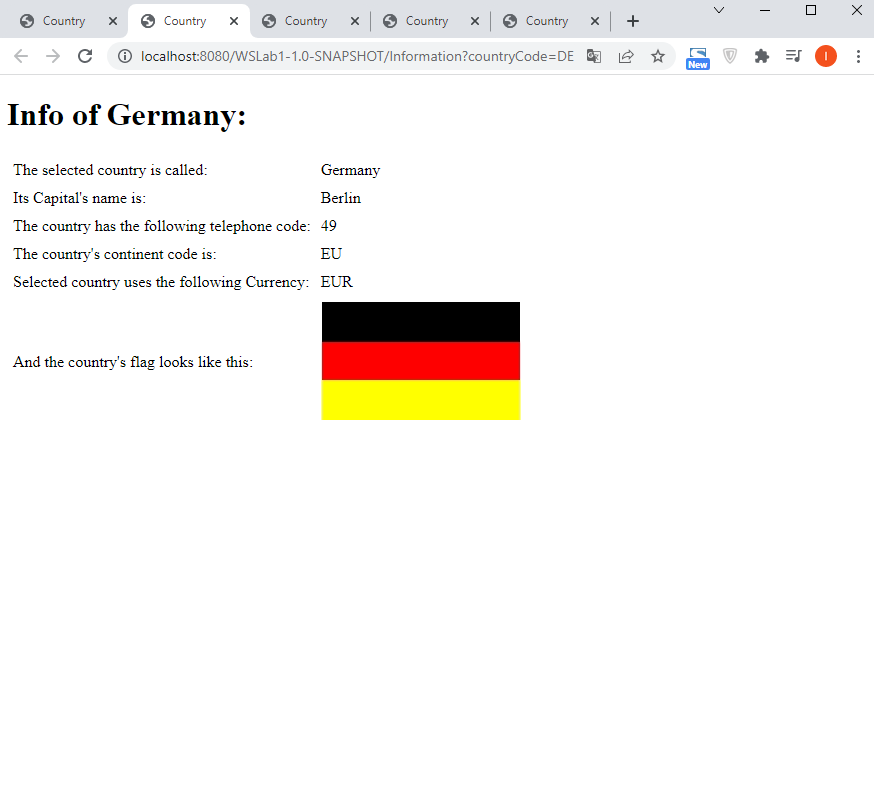 Country
Country
Country
Country
Country
localhost:8080/WSLab1-1.0-SNAPSHOT/Information?countryCode=DE
New
I
Info of Germany:
The selected country is called: Germany
Its Capital's name is: Berlin
The country has the following telephone code: 49
The country's continent code is: EU
Selected country uses the following Currency: EUR
And the country's flag looks like this: